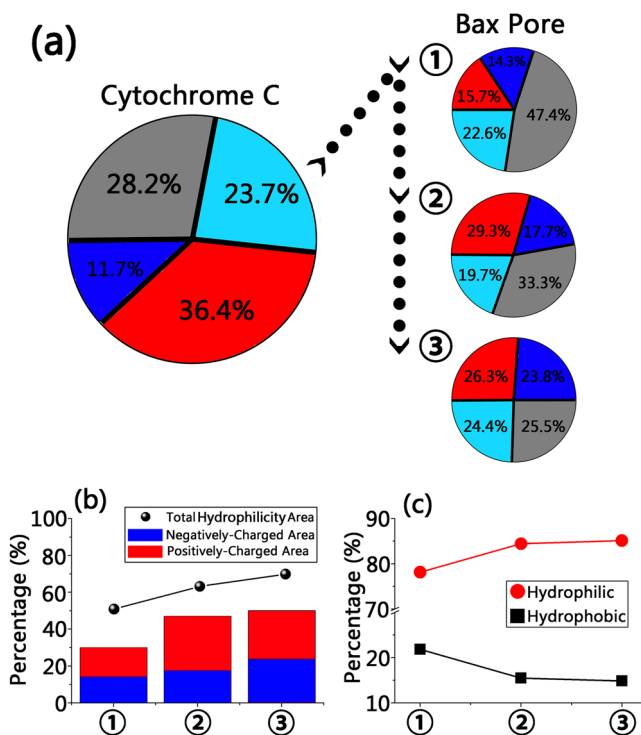 (a)
Bax Pore
Cytochrome C
①
14.3%
15.7%
47.4%
22.6%
28.2%
23.7%
11.7%
36.4%
②
29.3%
17.7%
19.7%
33.3%
③
26.3%
23.8%
24.4%
25.5%
(b)
Percentage (%)
100
80
60
40
20
0
Total Hydrophilicity Area
Negatively-Charged Area
Positively-Charged Area
① ② ③
(c)
Percentage (%)
85
80
70
20
10
Hydrophilic
Hydrophobic
① ② ③